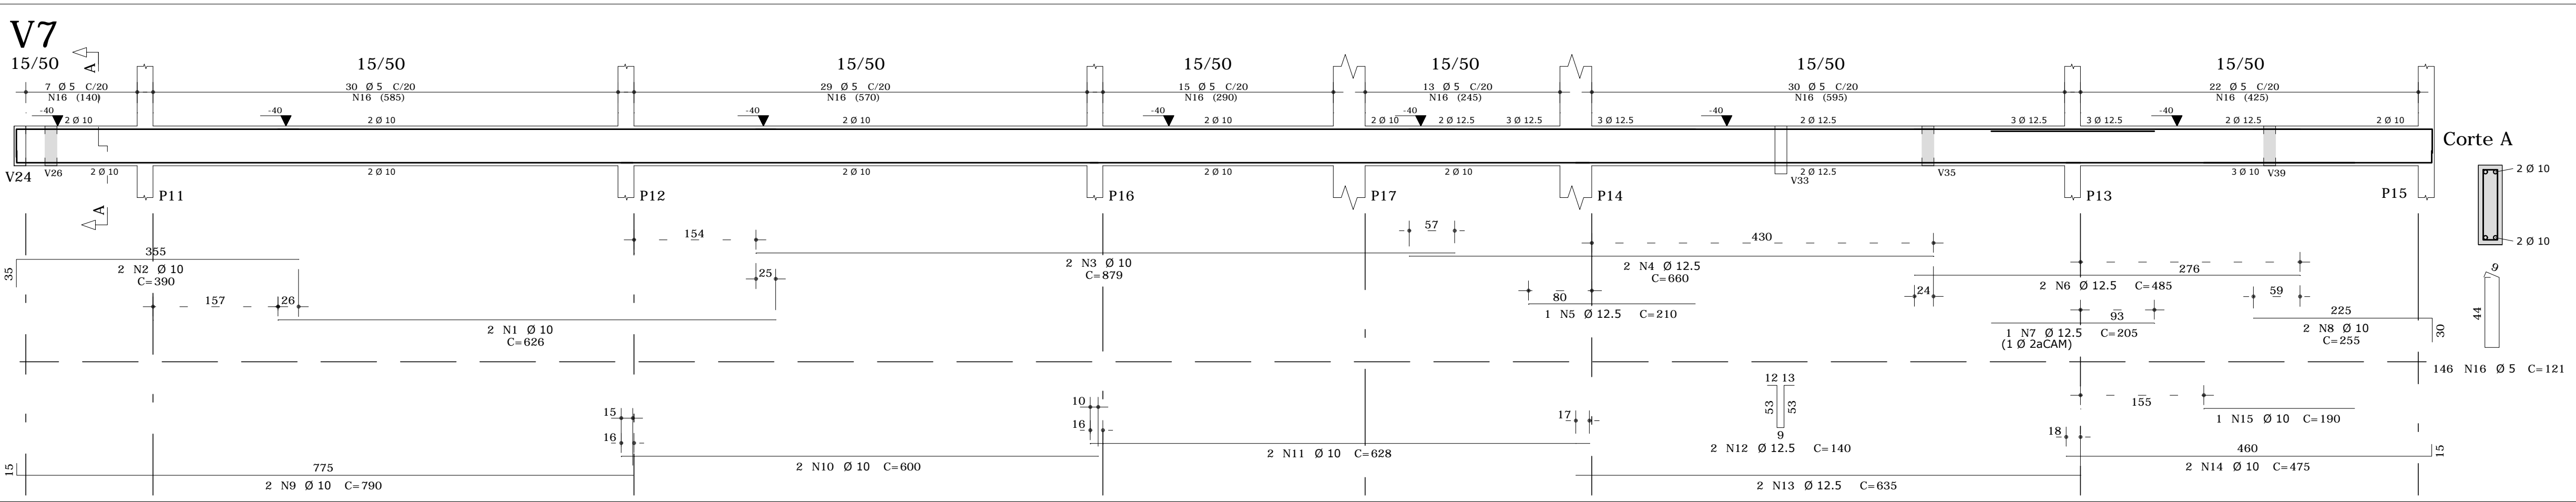 V7
15/50 15/50 15/50 15/50 15/50 15/50 15/50
A
7 Ø 5 C/20 30 Ø 5 C/20 29 Ø 5 C/20 15 Ø 5 C/20 13 Ø 5 C/20 30 Ø 5 C/20 22 Ø 5 C/20
N16 (140) N16 (585) N16 (570) N16 (290) N16 (245) N16 (595) N16 (425)
-40 -40 -40 -40 -40 -40 -40
2 Ø 10 2 Ø 10 2 Ø 10 2 Ø 10 2 Ø 10 2 Ø 12.5 3 Ø 12.5 3 Ø 12.5 2 Ø 12.5 3 Ø 12.5 3 Ø 12.5 2 Ø 12.5 2 Ø 10
Corte A
V24 V26 2 Ø 10 2 Ø 10 2 Ø 10 2 Ø 10 2 Ø 10 2 Ø 12.5 V33 V35 3 Ø 10 V39
2 Ø 10
P11 P12 P16 P17 P14 P13 P15
A
2 Ø 10
154 57 430
355
35
2 N2 Ø 10
C=390
2 N3 Ø 10
C=879
2 N4 Ø 12.5
C=660
276
25
2 N6 Ø 12.5 C=485
9
44
157 26
80
24
59
1 N5 Ø 12.5 C=210
93
225
30
2 N1 Ø 10
C=626
1 N7 Ø 12.5 C=205
(1 Ø 2aCAM)
2 N8 Ø 10
C=255
146 N16 Ø 5 C=121
12 13
53 53
9
15
16
10
16
17
155
1 N15 Ø 10 C=190
18
2 N12 Ø 12.5 C=140
2 N11 Ø 10 C=628
460
15
15
775
2 N10 Ø 10 C=600
2 N14 Ø 10 C=475
2 N9 Ø 10 C=790
2 N13 Ø 12.5 C=635